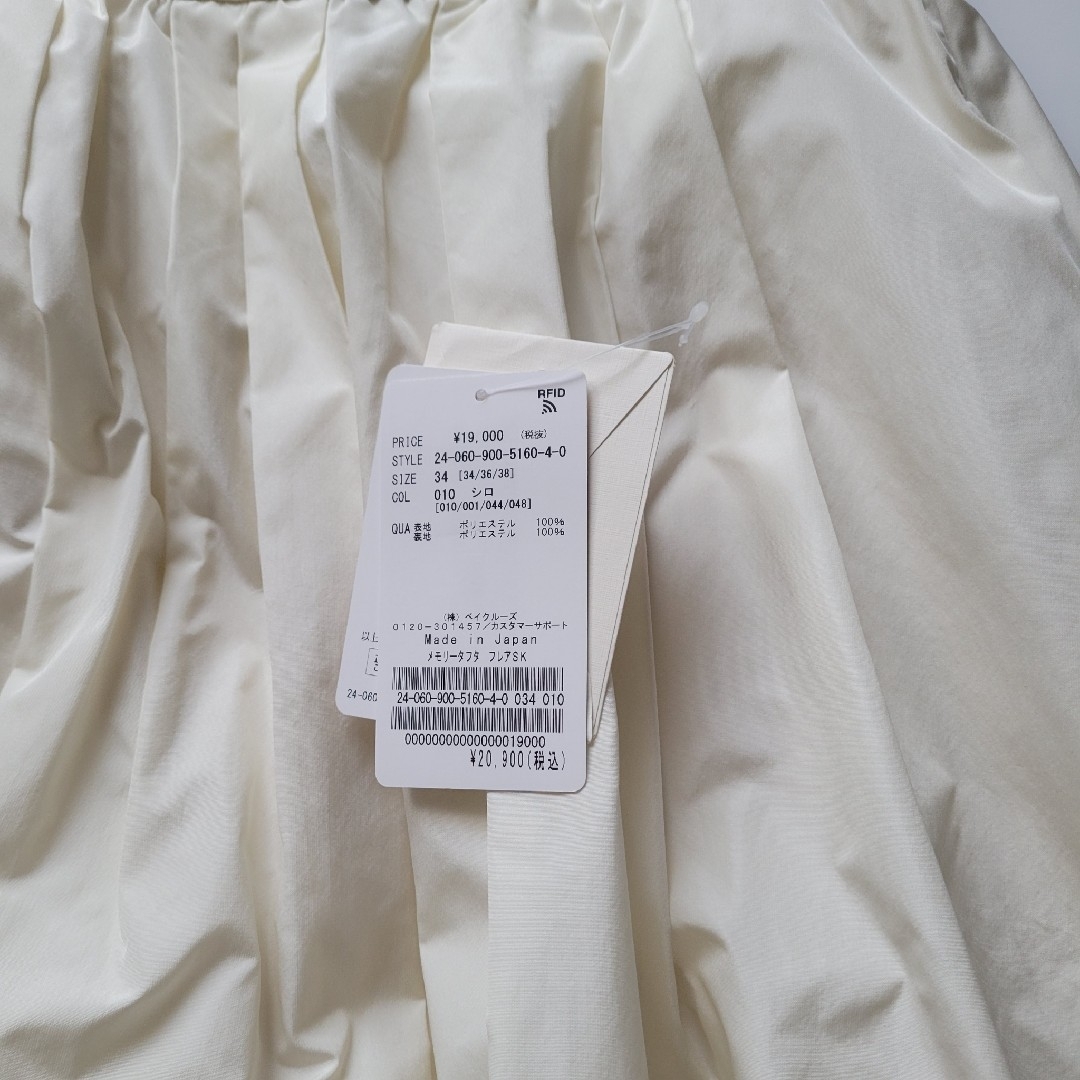 RFID
PRICE ¥19,000 (税抜)
STYLE 24-060-900-5160-4-0
SIZE 34 [34/36/38]
COL 010 シロ
[010/001/044/048]
QUA 表地 ポリエステル 100%
裏地 ポリエステル 100%
(株)ベイクルーズ
0120-301457/カスタマーサポート
Made in Japan
メモリータフタ フレアSK
24-060-900-5160-4-0 034 010
0000000000000019000
¥20,900(税込)
以上
24-060